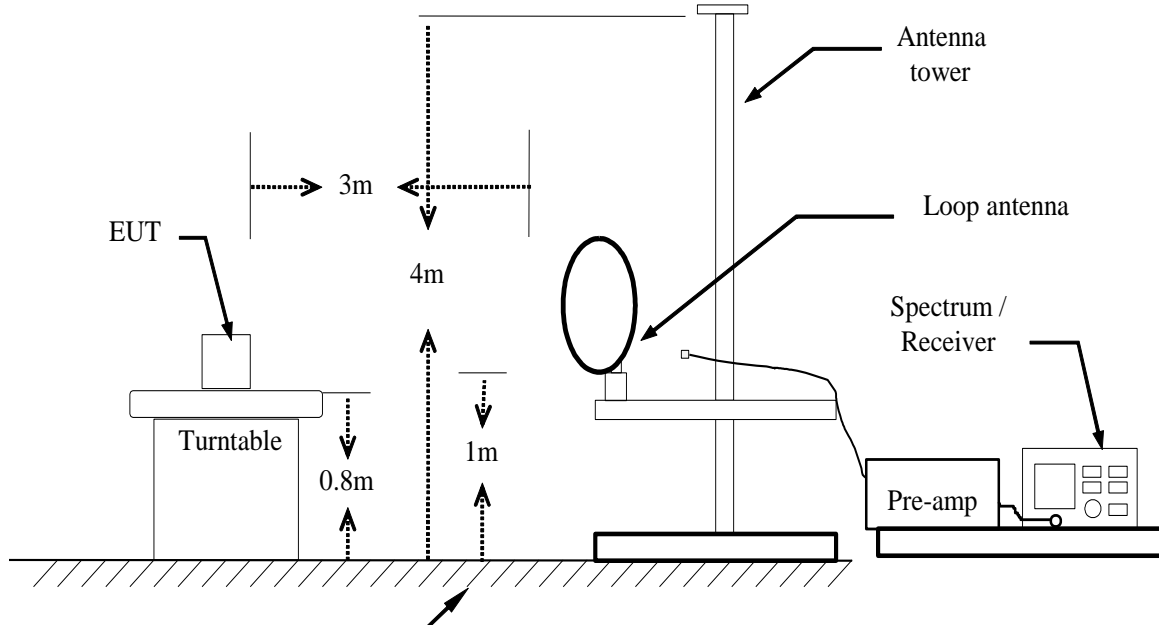 Antenna
tower
3m
Loop antenna
EUT
4m
Spectrum /
Receiver
Turntable
1m
0.8m
Pre-amp